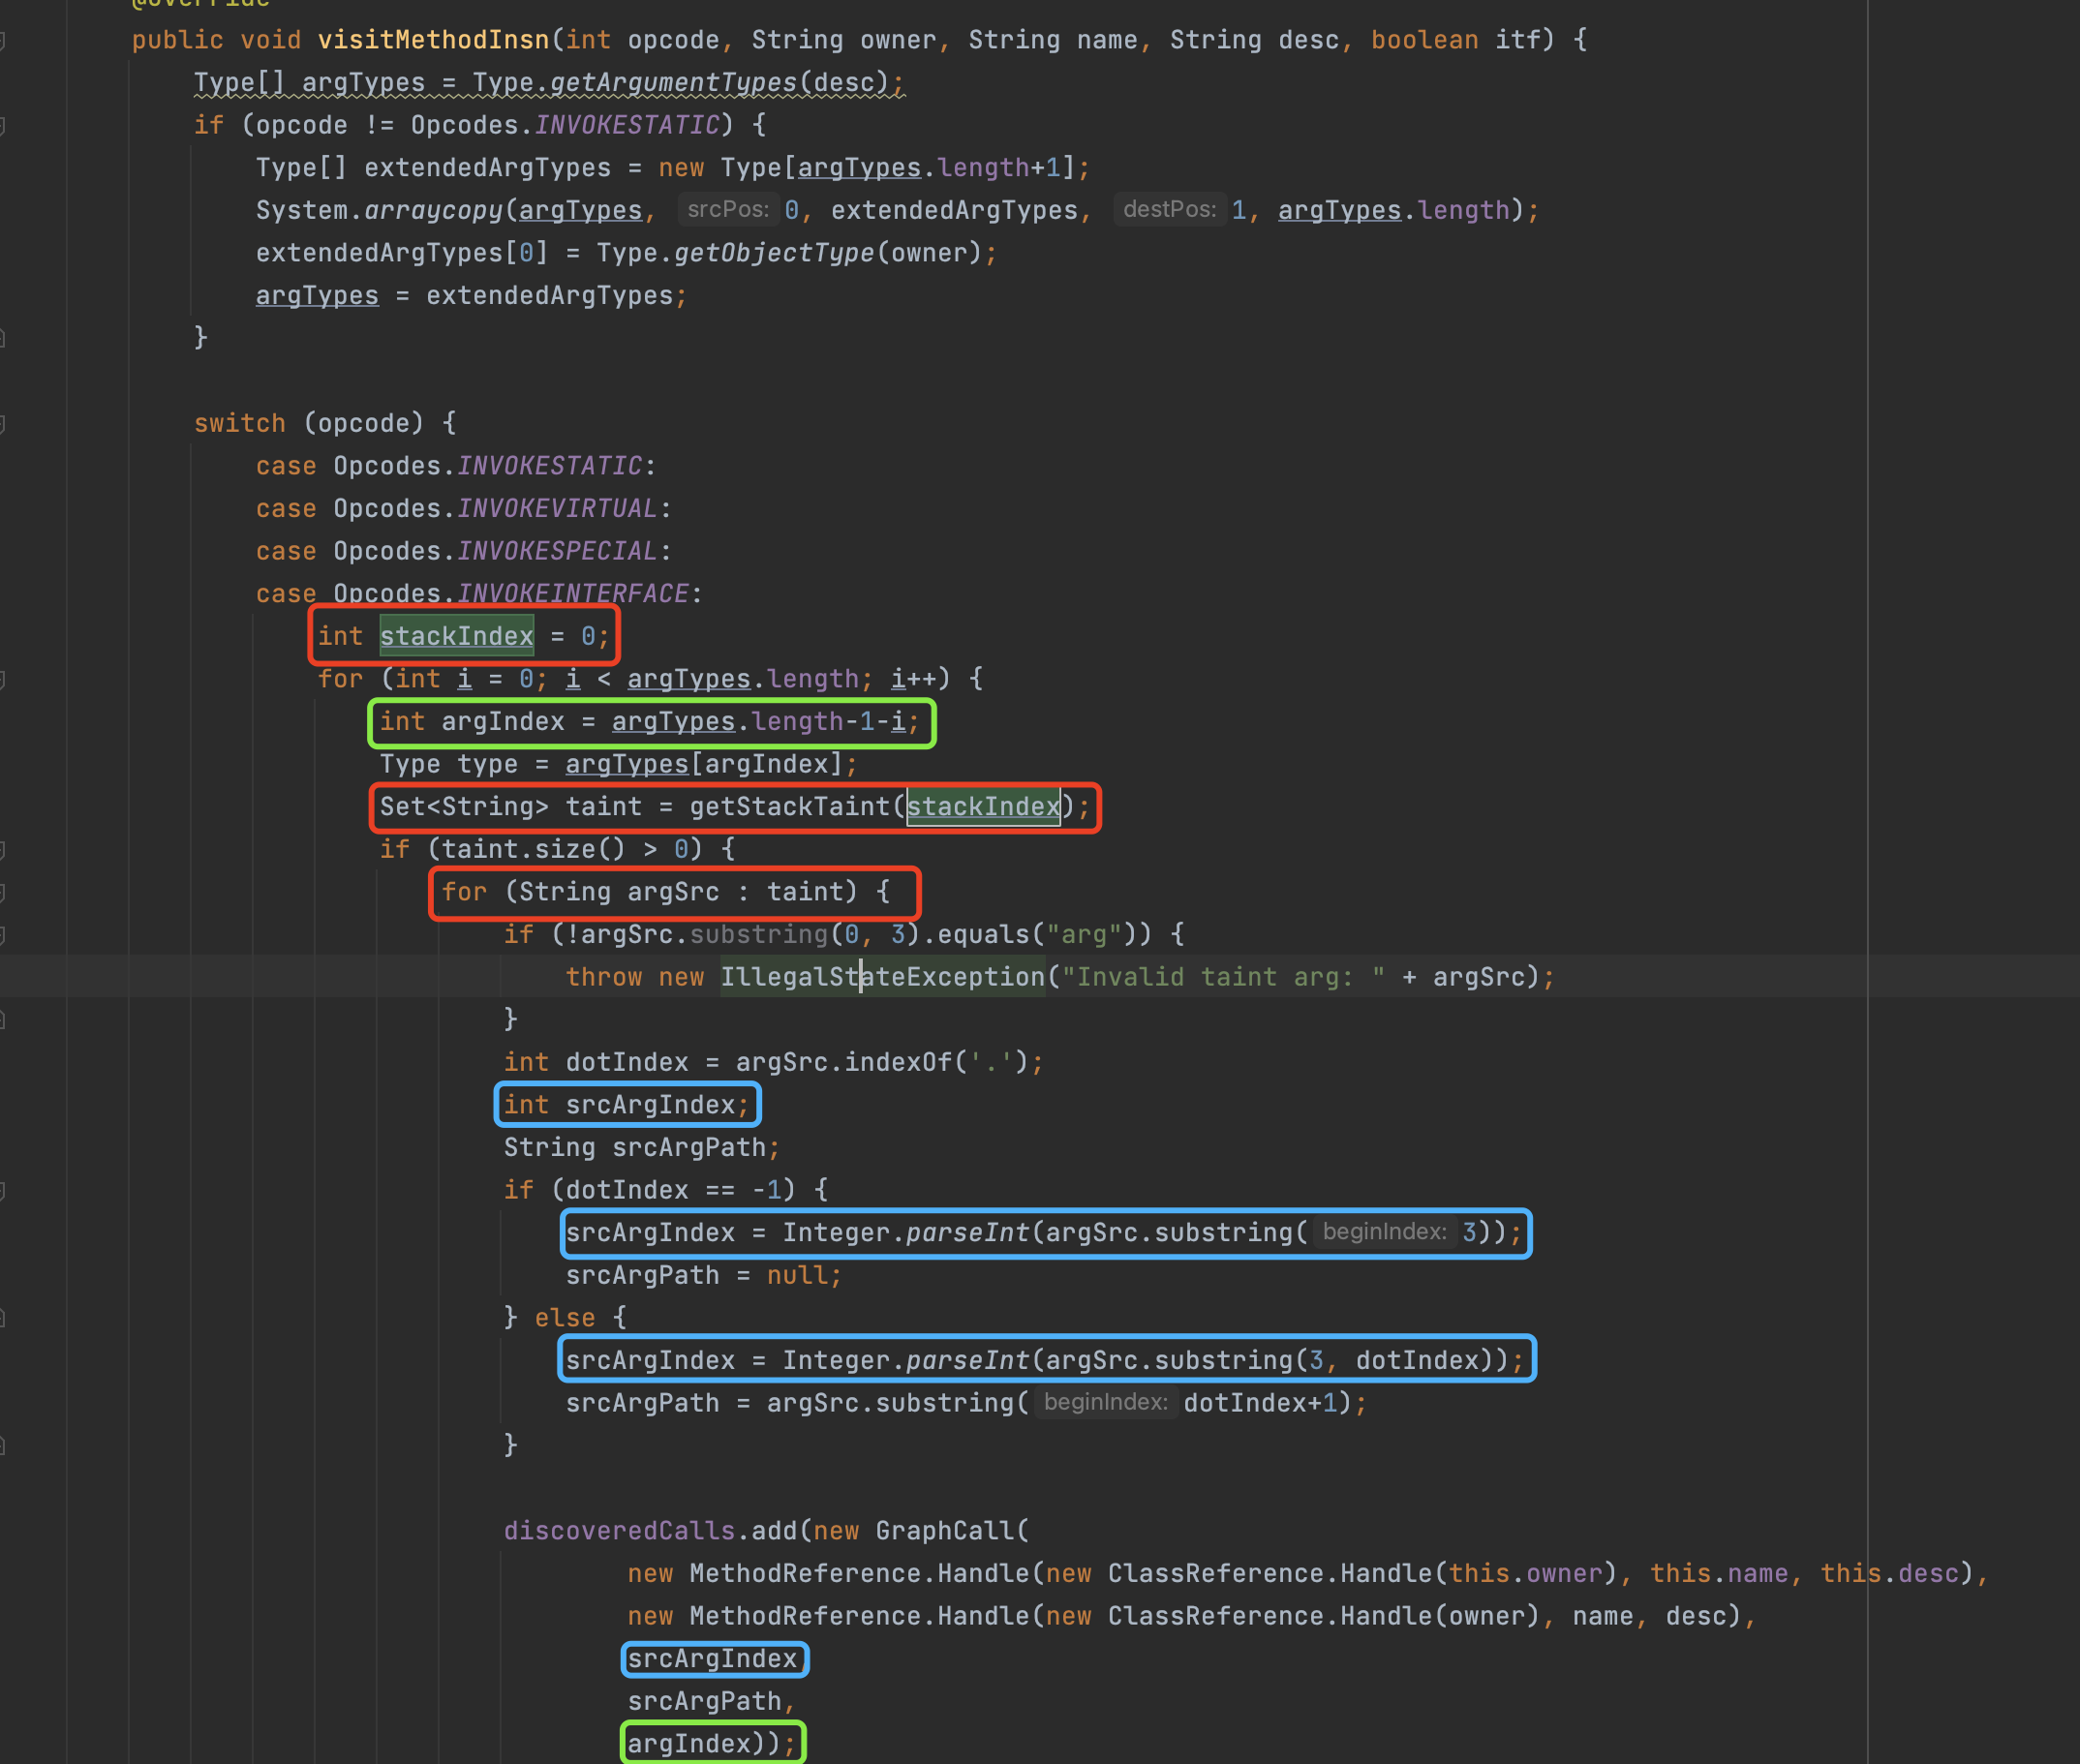 @Override
public void visitMethodInsn(int opcode, String owner, String name, String desc, boolean itf) {
Type[] argTypes = Type.getArgumentTypes(desc);
if (opcode != Opcodes.INVOKESTATIC) {
Type[] extendedArgTypes = new Type[argTypes.length+1];
System.arraycopy(argTypes, srcPos: 0, extendedArgTypes, destPos: 1, argTypes.length);
extendedArgTypes[0] = Type.getObjectType(owner);
argTypes = extendedArgTypes;
}
switch (opcode) {
case Opcodes.INVOKESTATIC:
case Opcodes.INVOKEVIRTUAL:
case Opcodes.INVOKESPECIAL:
case Opcodes.INVOKEINTERFACE:
int stackIndex = 0;
for (int i = 0; i < argTypes.length; i++) {
int argIndex = argTypes.length-1-i;
Type type = argTypes[argIndex];
Set<String> taint = getStackTaint(stackIndex);
if (taint.size() > 0) {
for (String argSrc : taint) {
if (!argSrc.substring(0, 3).equals("arg")) {
throw new IllegalStateException("Invalid taint arg: " + argSrc);
}
int dotIndex = argSrc.indexOf('.');
int srcArgIndex;
String srcArgPath;
if (dotIndex == -1) {
srcArgIndex = Integer.parseInt(argSrc.substring( beginIndex: 3));
srcArgPath = null;
} else {
srcArgIndex = Integer.parseInt(argSrc.substring(3, dotIndex));
srcArgPath = argSrc.substring( beginIndex: dotIndex+1);
}
discoveredCalls.add(new GraphCall(
new MethodReference.Handle(new ClassReference.Handle(this.owner), this.name, this.desc),
new MethodReference.Handle(new ClassReference.Handle(owner), name, desc),
srcArgIndex,
srcArgPath,
argIndex));